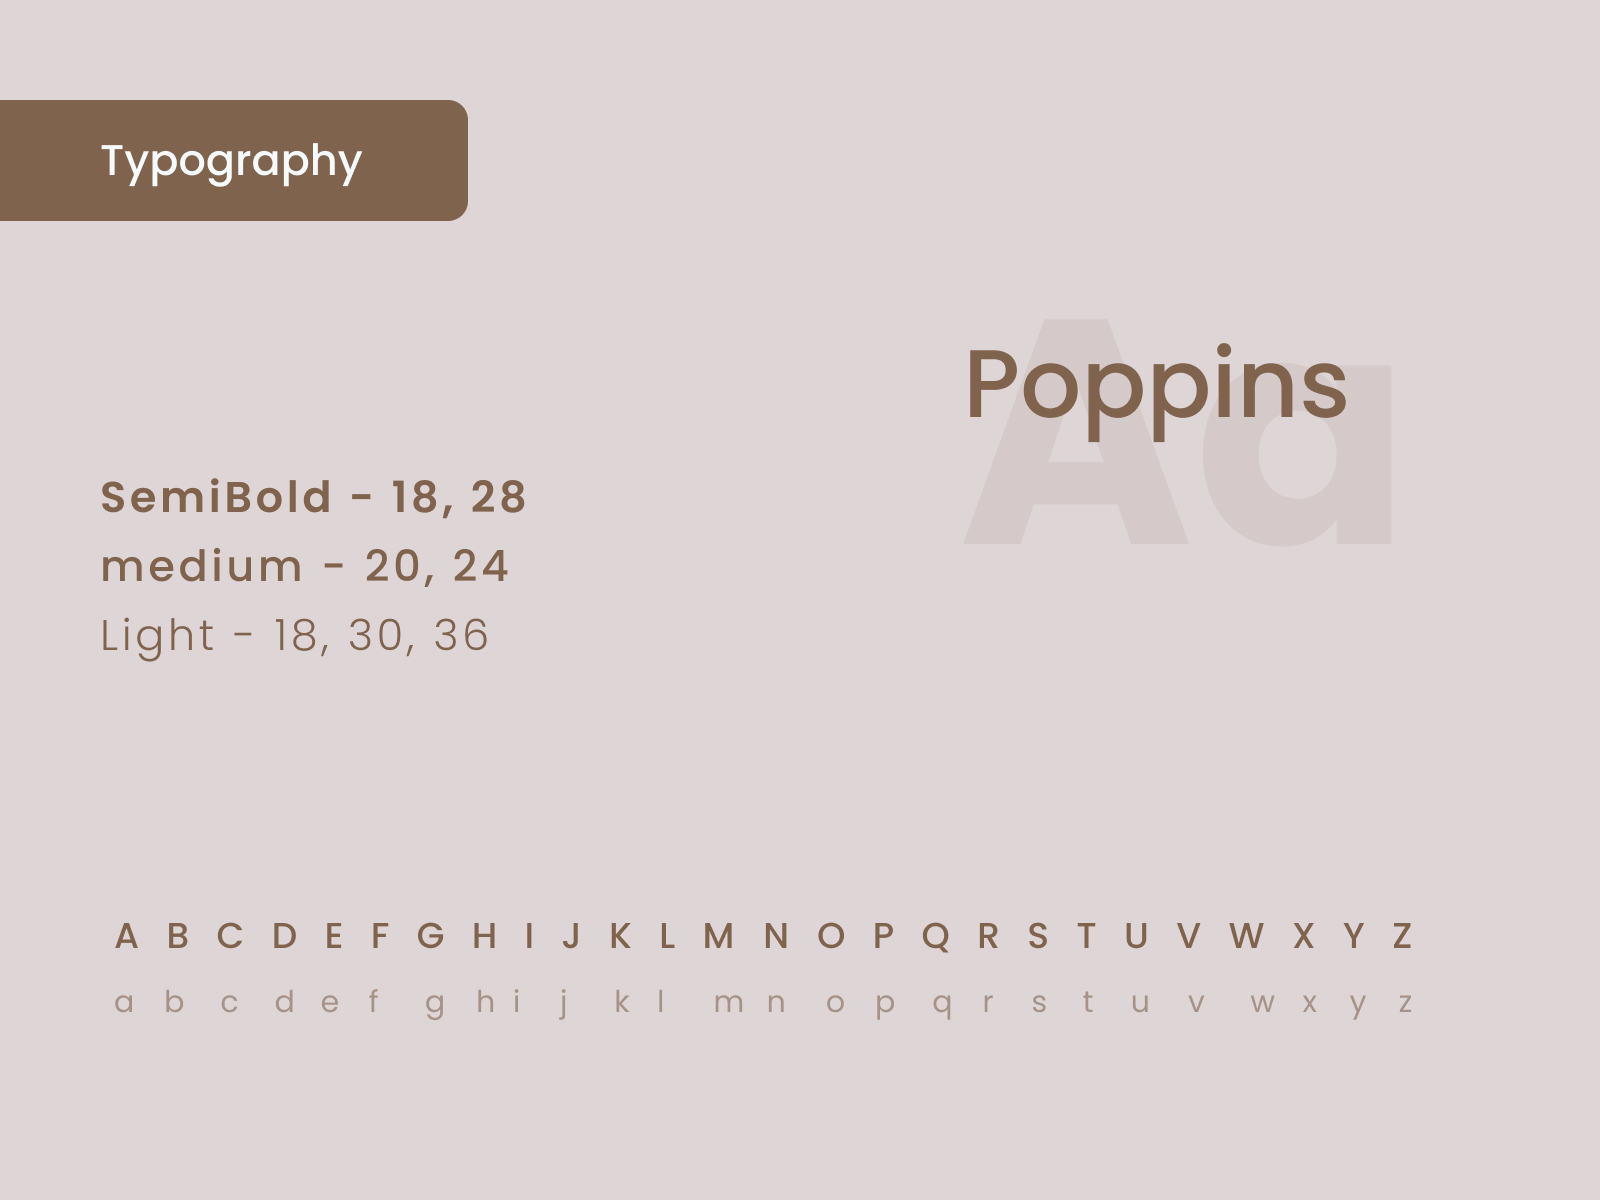 Typography
Aa
Poppins
SemiBold - 18, 28
medium - 20, 24
Light - 18, 30, 36
A B C D E F G H I J K L M N O P Q R S T U V W X Y Z
a b c d e f g h i j k l m n o p q r s t u v w x y z